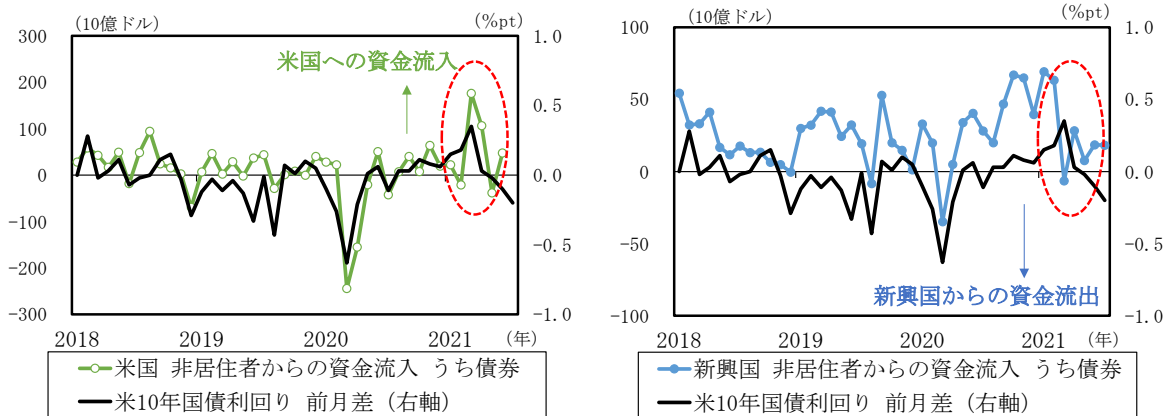 (10億ドル)
(%pt)
300
200
100
0
-100
-200
-300
1.0
0.5
0.0
-0.5
-1.0
米国への資金流入
2018
2019
2020
2021
(年)
米国 非居住者からの資金流入 うち債券
米10年国債利回り 前月差(右軸)
(10億ドル)
(%pt)
100
50
0
-50
-100
1.0
0.5
0.0
-0.5
-1.0
新興国からの資金流出
2018
2019
2020
2021
(年)
新興国 非居住者からの資金流入 うち債券
米10年国債利回り 前月差(右軸)